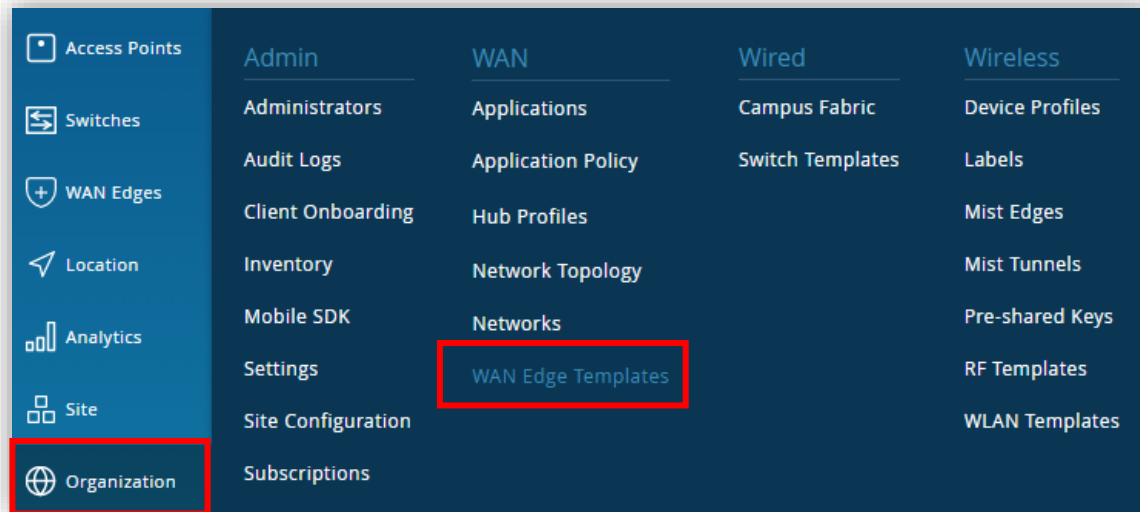 Access Points
Switches
WAN Edges
Location
Analytics
Site
Organization
Admin
Administrators
Audit Logs
Client Onboarding
Inventory
Mobile SDK
Settings
Site Configuration
Subscriptions
WAN
Applications
Application Policy
Hub Profiles
Network Topology
Networks
WAN Edge Templates
Wired
Campus Fabric
Switch Templates
Wireless
Device Profiles
Labels
Mist Edges
Mist Tunnels
Pre-shared Keys
RF Templates
WLAN Templates